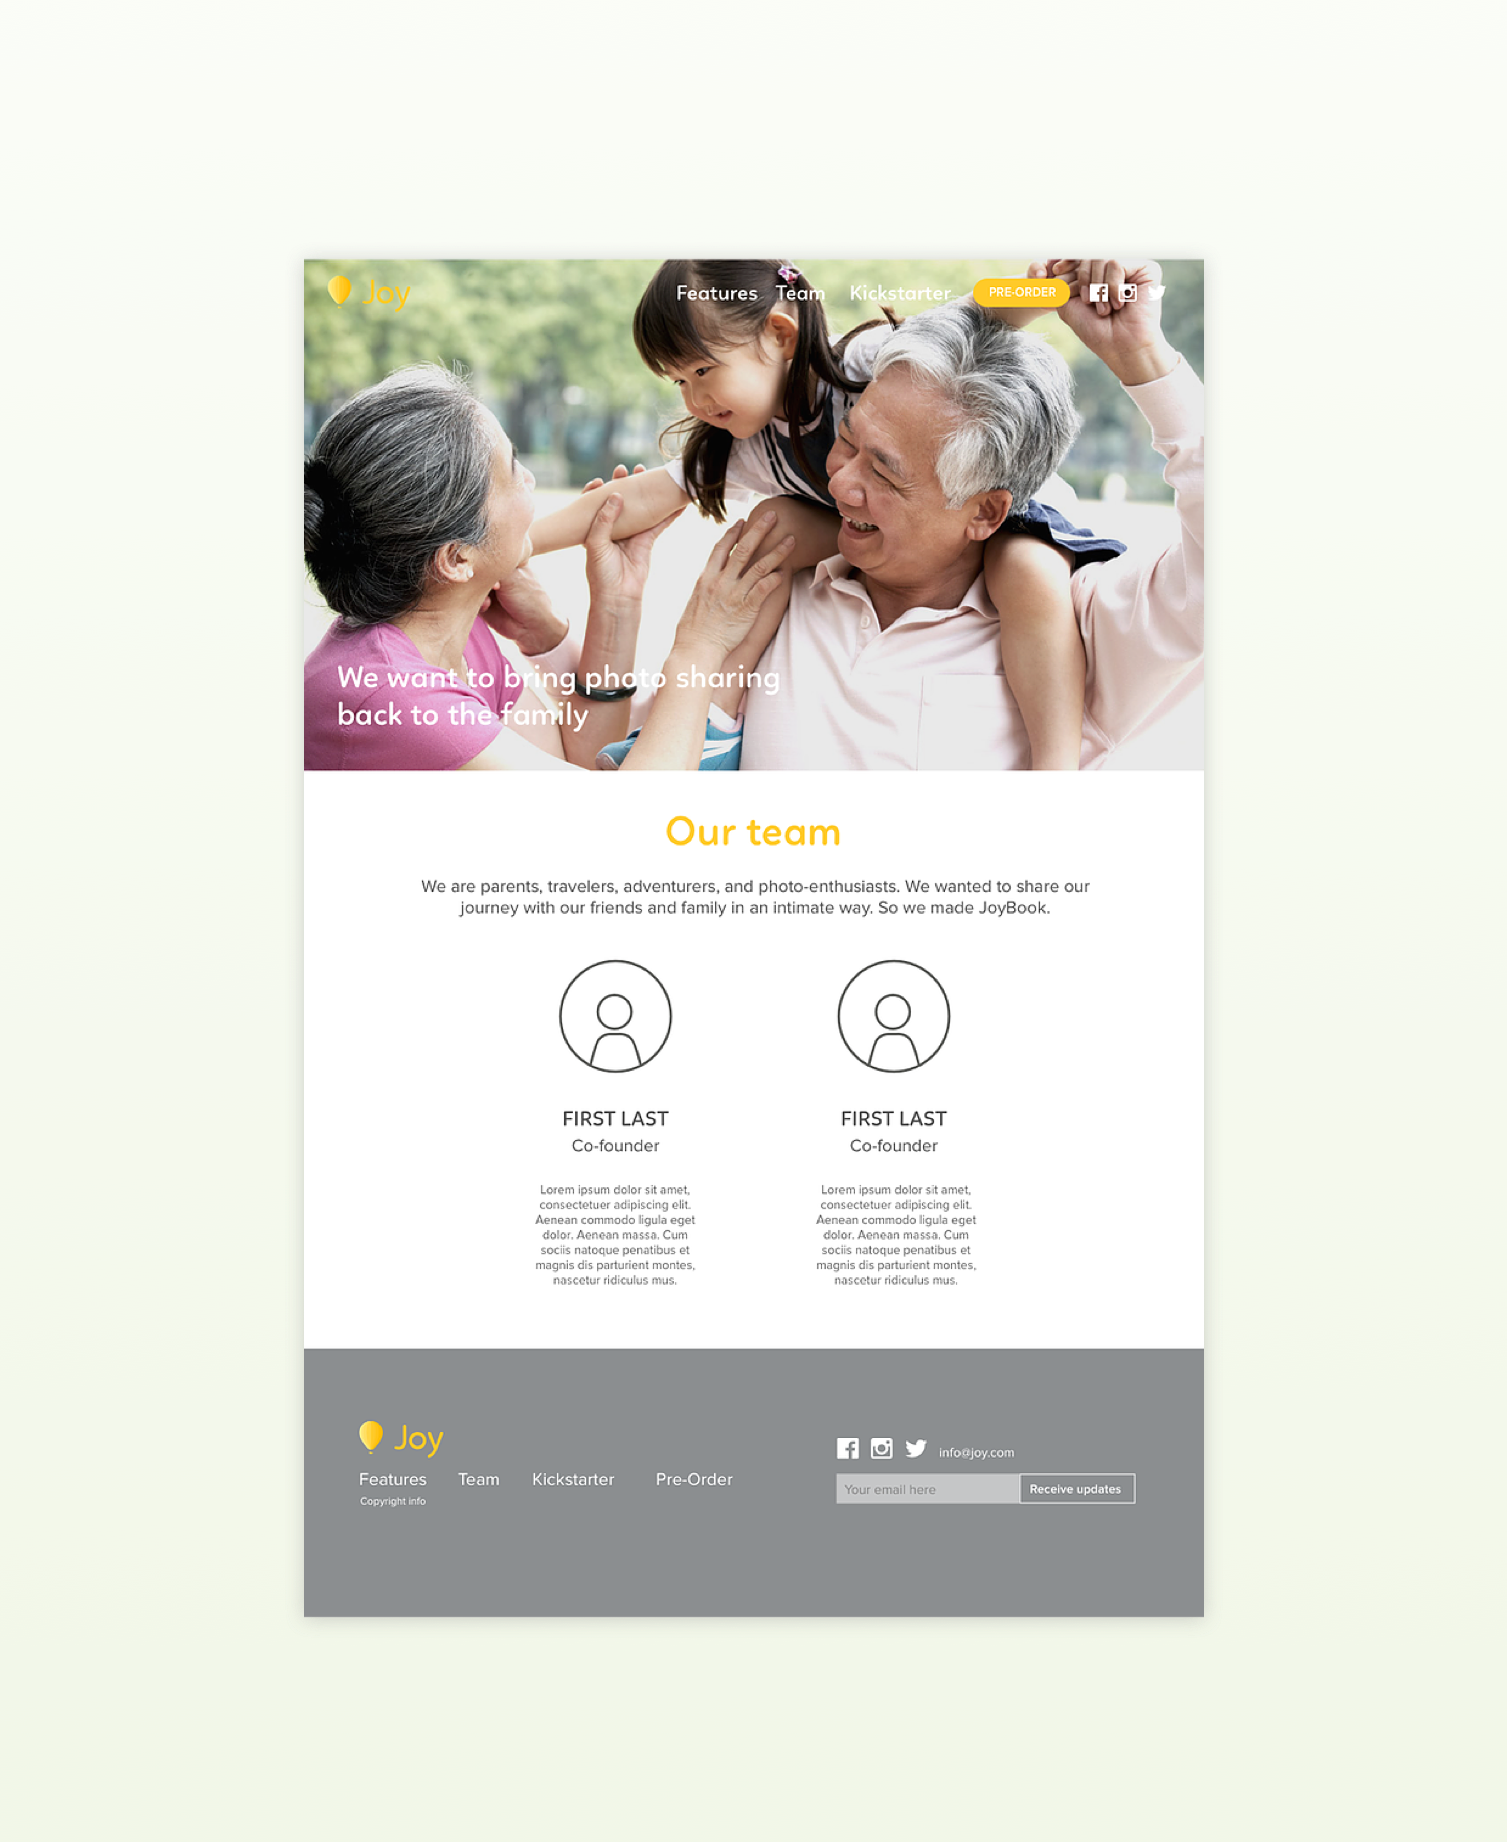 Joy
Features Team Kickstarter PRE-ORDER
We want to bring photo sharing
back to the family
Our team
We are parents, travelers, adventurers, and photo-enthusiasts. We wanted to share our
journey with our friends and family in an intimate way. So we made JoyBook.
FIRST LAST
Co-founder
Lorem ipsum dolor sit amet,
consectetuer adipiscing elit.
Aenean commodo ligula eget
dolor. Aenean massa. Cum
sociis natoque penatibus et
magnis dis parturient montes,
nascetur ridiculus mus.
FIRST LAST
Co-founder
Lorem ipsum dolor sit amet,
consectetuer adipiscing elit.
Aenean commodo ligula eget
dolor. Aenean massa. Cum
sociis natoque penatibus et
magnis dis parturient montes,
nascetur ridiculus mus.
Joy
Features Team Kickstarter Pre-Order
Copyright info
info@joy.com
Your email here Receive updates